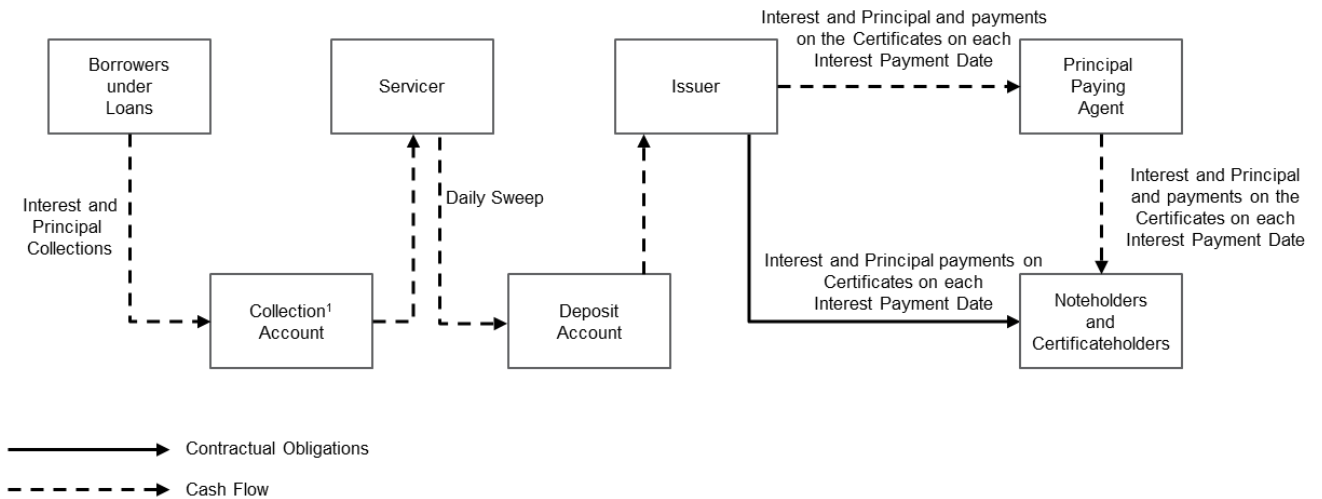 Interest and Principal and payments
on the Certificates on each
Interest Payment Date
Borrowers
under
Loans
Servicer
Issuer
Principal
Paying
Agent
Interest and
Principal
Collections
Daily Sweep
Interest and Principal
and payments on the
Certificates on each
Interest Payment Date
Interest and Principal payments on
Certificates on each
Interest Payment Date
Collection¹
Account
Deposit
Account
Noteholders
and
Certificateholders
Contractual Obligations
Cash Flow